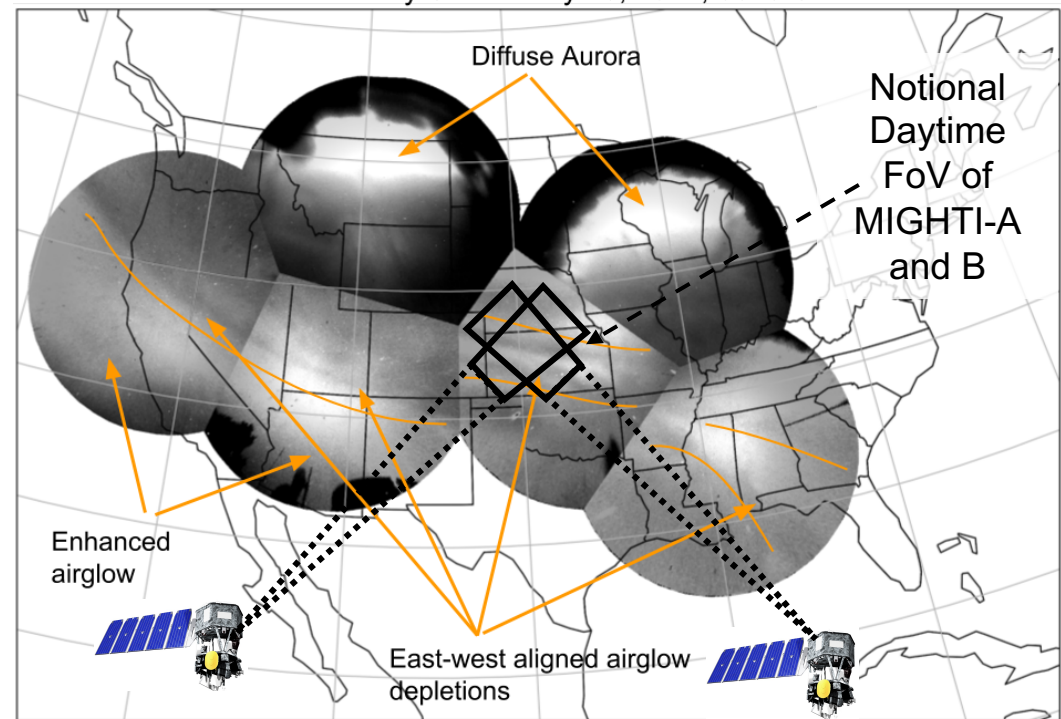 Diffuse Aurora
Notional
Daytime
FoV of
MIGHTI-A
and B
Enhanced
airglow
East-west aligned airglow
depletions